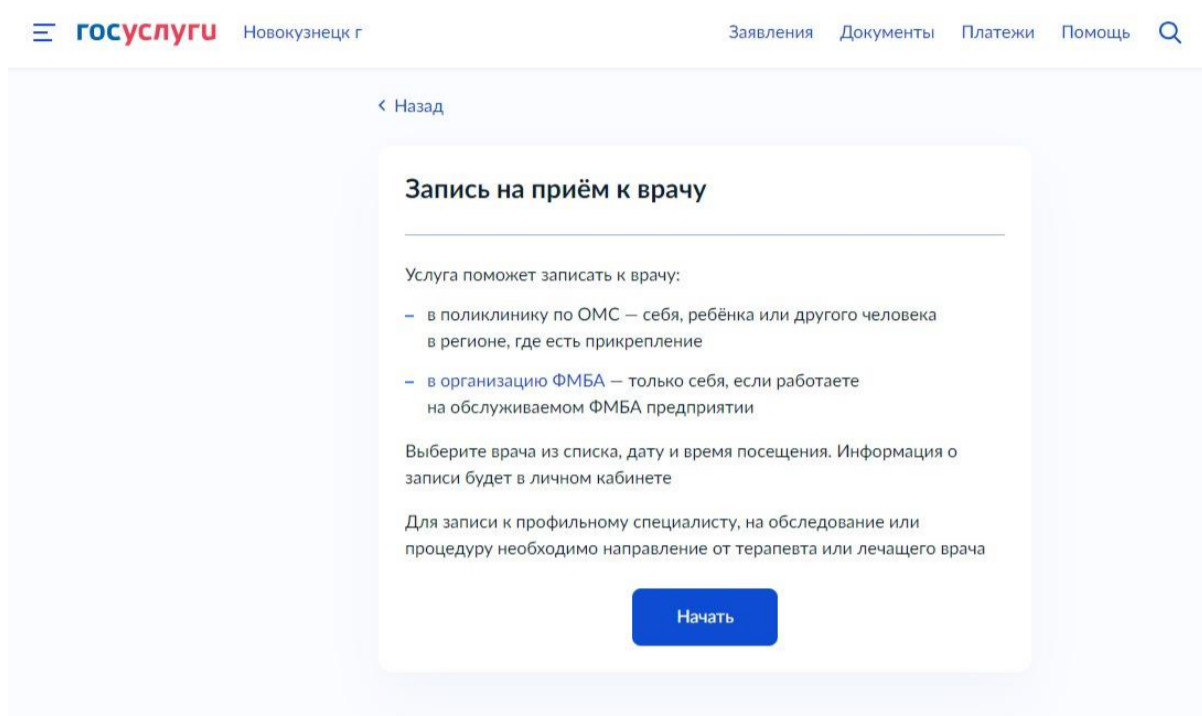 госуслуги Новокузнецк г Заявления Документы Платежи Помощь
Назад
Запись на приём к врачу
Услуга поможет записать к врачу:
– в поликлинику по ОМС — себя, ребёнка или другого человека
в регионе, где есть прикрепление
– в организацию ФМБА — только себя, если работаете
на обслуживаемом ФМБА предприятии
Выберите врача из списка, дату и время посещения. Информация о
записи будет в личном кабинете
Для записи к профильному специалисту, на обследование или
процедуру необходимо направление от терапевта или лечащего врача
Начать